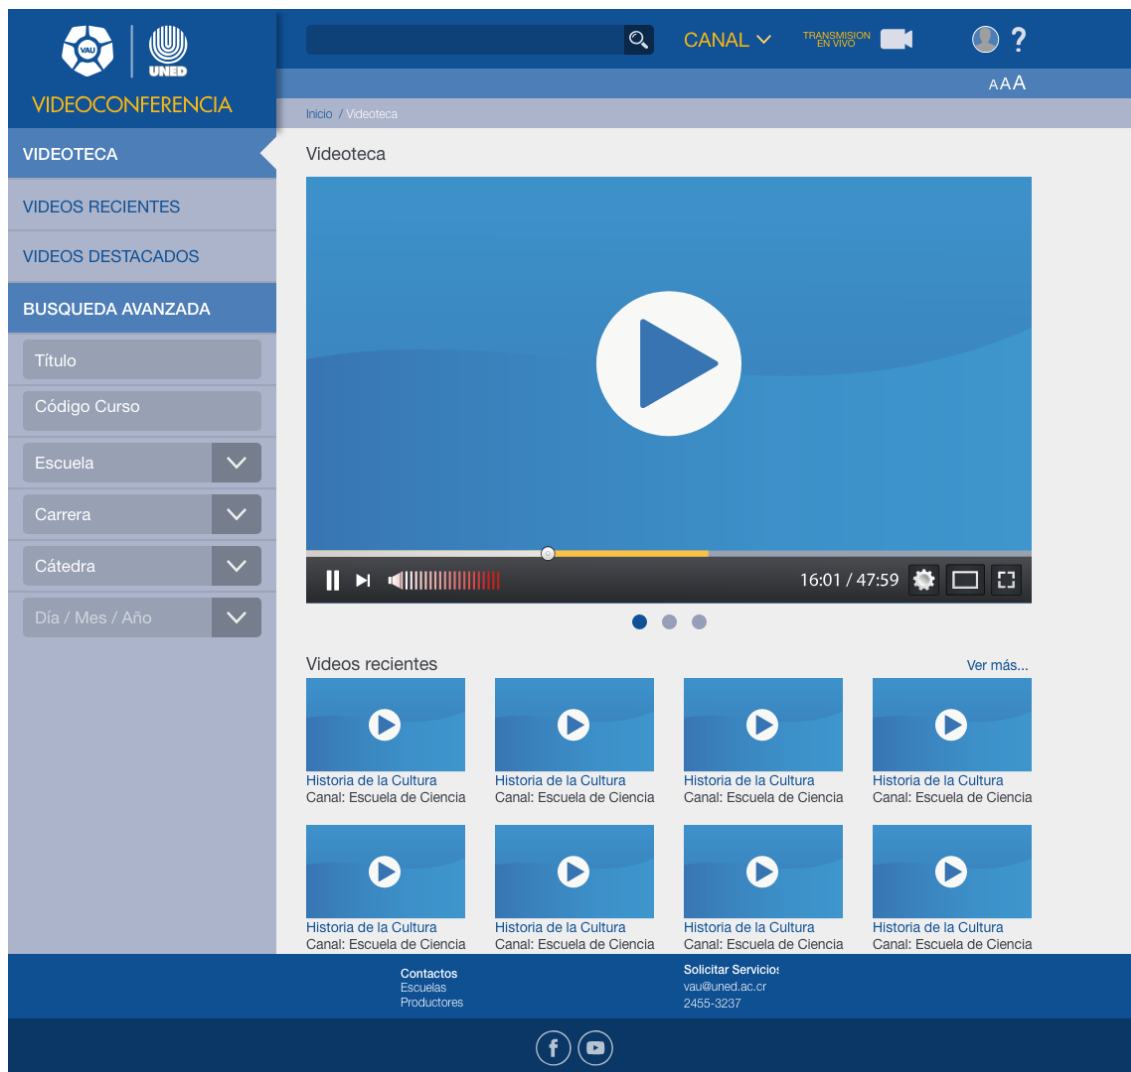 VAU
UNED
VIDEOCONFERENCIA
CANAL
TRANSMISION
EN VIVO
?
AAA
Inicio / Videoteca
VIDEOTECA
VIDEOS RECIENTES
VIDEOS DESTACADOS
BUSQUEDA AVANZADA
Título
Código Curso
Escuela
Carrera
Cátedra
Día / Mes / Año
Videoteca
16:01 / 47:59
Videos recientes
Ver más...
Historia de la Cultura
Canal: Escuela de Ciencia
Historia de la Cultura
Canal: Escuela de Ciencia
Historia de la Cultura
Canal: Escuela de Ciencia
Historia de la Cultura
Canal: Escuela de Ciencia
Historia de la Cultura
Canal: Escuela de Ciencia
Historia de la Cultura
Canal: Escuela de Ciencia
Historia de la Cultura
Canal: Escuela de Ciencia
Historia de la Cultura
Canal: Escuela de Ciencia
Contactos
Escuelas
Productores
Solicitar Servicios
vau@uned.ac.cr
2455-3237
f